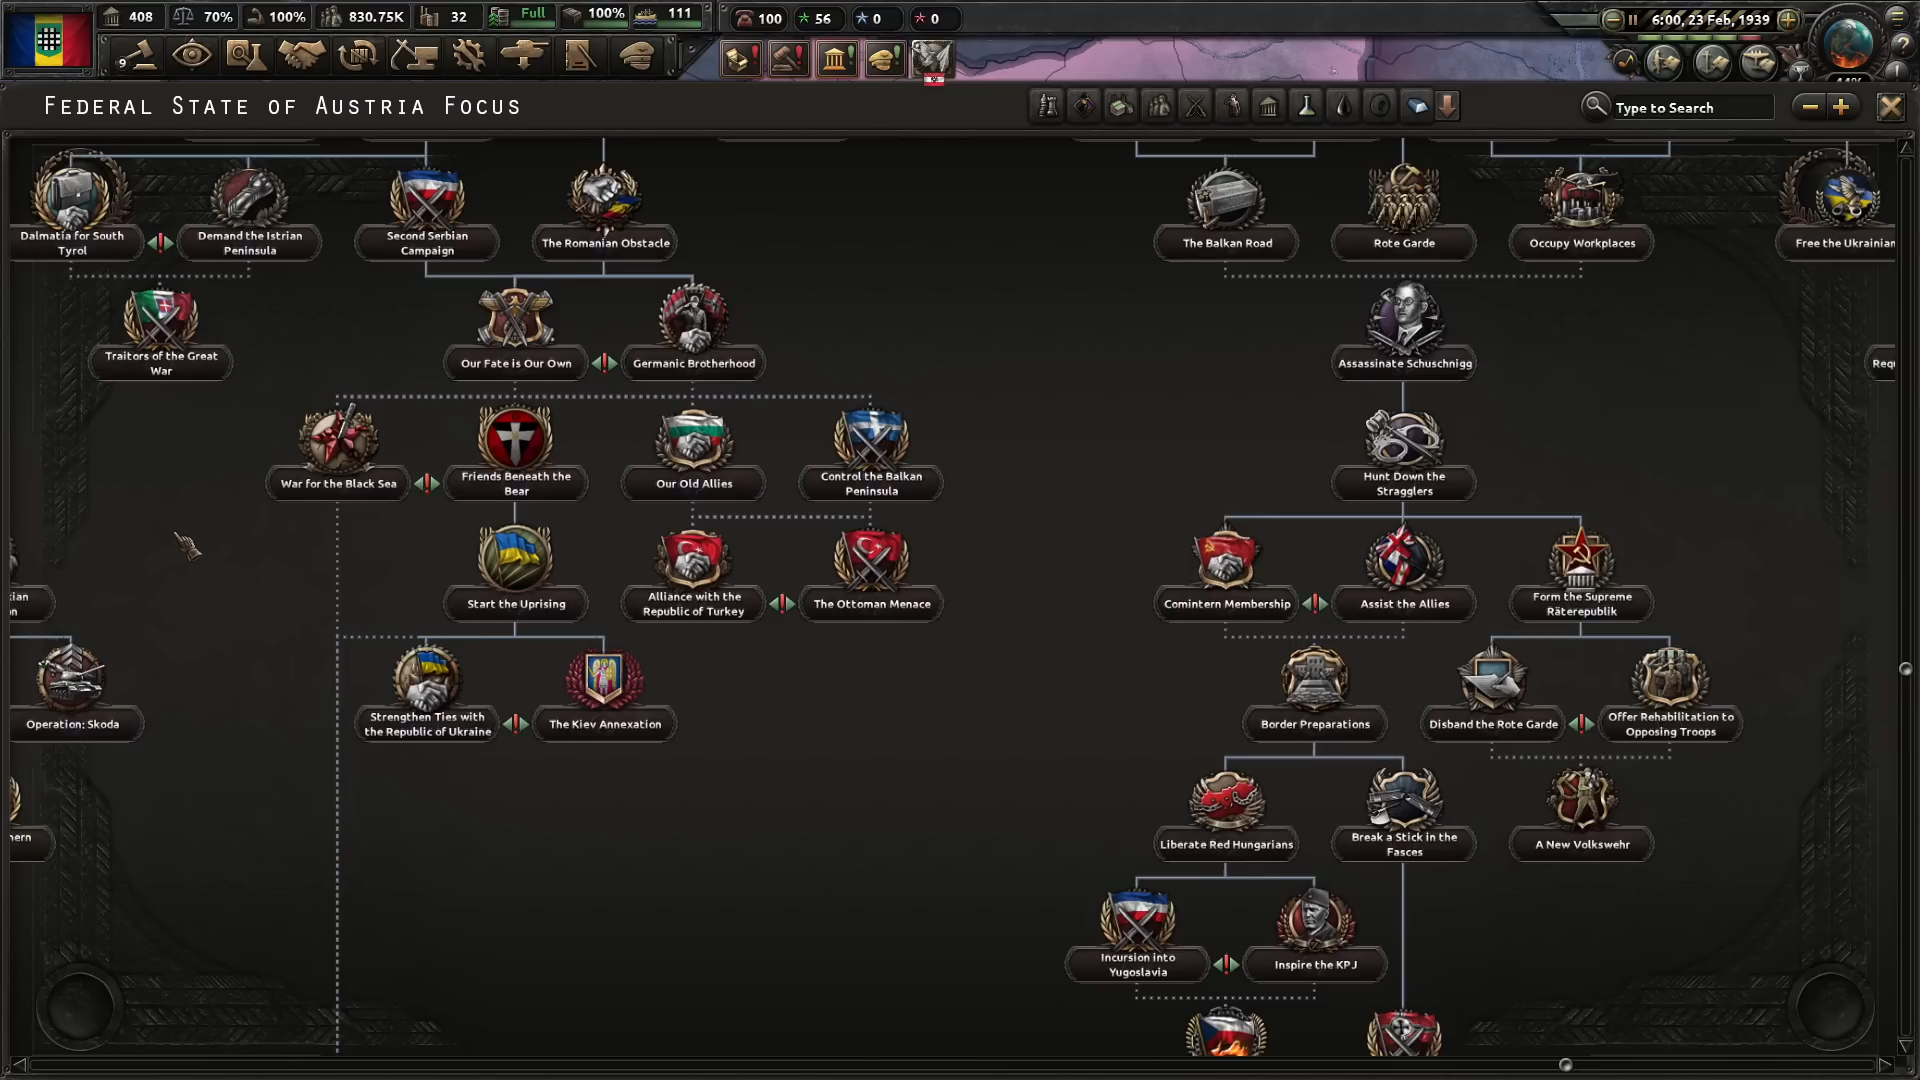 408
70%
100%
830.75K
32
Full
100%
111
100
56
0
0
6:00, 23 Feb, 1939
9
Federal State of Austria Focus
Type to Search
Dalmatia for South
Tyrol
Demand the Istrian
Peninsula
Second Serbian
Campaign
The Romanian Obstacle
The Balkan Road
Rote Garde
Occupy Workplaces
Free the Ukrainian
Traitors of the Great
War
Our Fate is Our Own
Germanic Brotherhood
Assassinate Schuschnigg
Requ
War for the Black Sea
Friends Beneath the
Bear
Our Old Allies
Control the Balkan
Peninsula
Hunt Down the
Stragglers
Start the Uprising
Alliance with the
Republic of Turkey
The Ottoman Menace
Comintern Membership
Assist the Allies
Form the Supreme
Räterepublik
Operation: Skoda
Strengthen Ties with
the Republic of Ukraine
The Kiev Annexation
Border Preparations
Disband the Rote Garde
Offer Rehabilitation to
Opposing Troops
Liberate Red Hungarians
Break a Stick in the
Fasces
A New Volkswehr
Incursion into
Yugoslavia
Inspire the KPJ